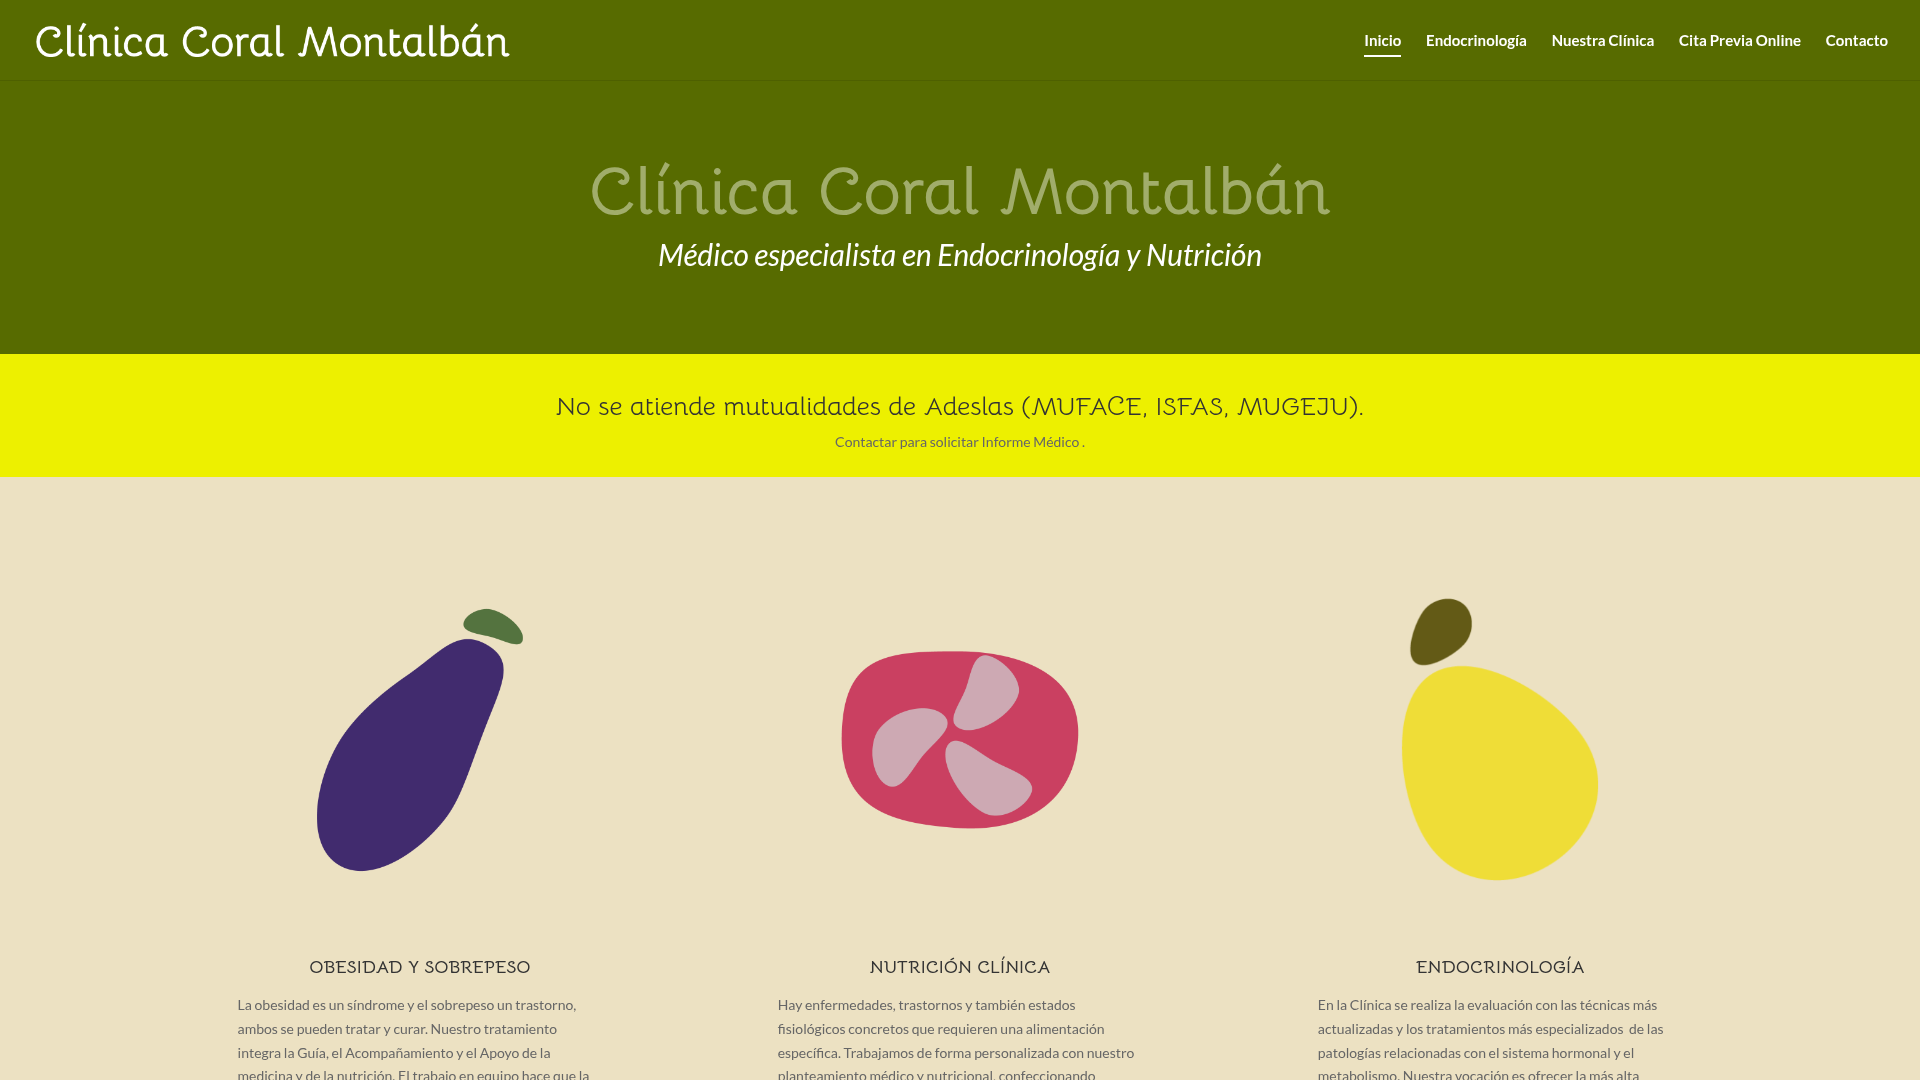 Clínica Coral Montalbán
Inicio
Endocrinología
Nuestra Clínica
Cita Previa Online
Contacto
Clínica Coral Montalbán
Médico especialista en Endocrinología y Nutrición
No se atiende mutualidades de Adeslas (MUFACE, ISFAS, MUGEJU).
Contactar para solicitar Informe Médico .
OBESIDAD Y SOBREPESO
La obesidad es un síndrome y el sobrepeso un trastorno,
ambos se pueden tratar y curar. Nuestro tratamiento
integra la Guía, el Acompañamiento y el Apoyo de la
medicina y de la nutrición. El trabajo en equipo hace que la
NUTRICIÓN CLÍNICA
Hay enfermedades, trastornos y también estados
fisiológicos concretos que requieren una alimentación
específica. Trabajamos de forma personalizada con nuestro
planteamiento médico y nutricional, confeccionando
ENDOCRINOLOGÍA
En la Clínica se realiza la evaluación con las técnicas más
actualizadas y los tratamientos más especializados  de las
patologías relacionadas con el sistema hormonal y el
metabolismo. Nuestra vocación es ofrecer la más alta